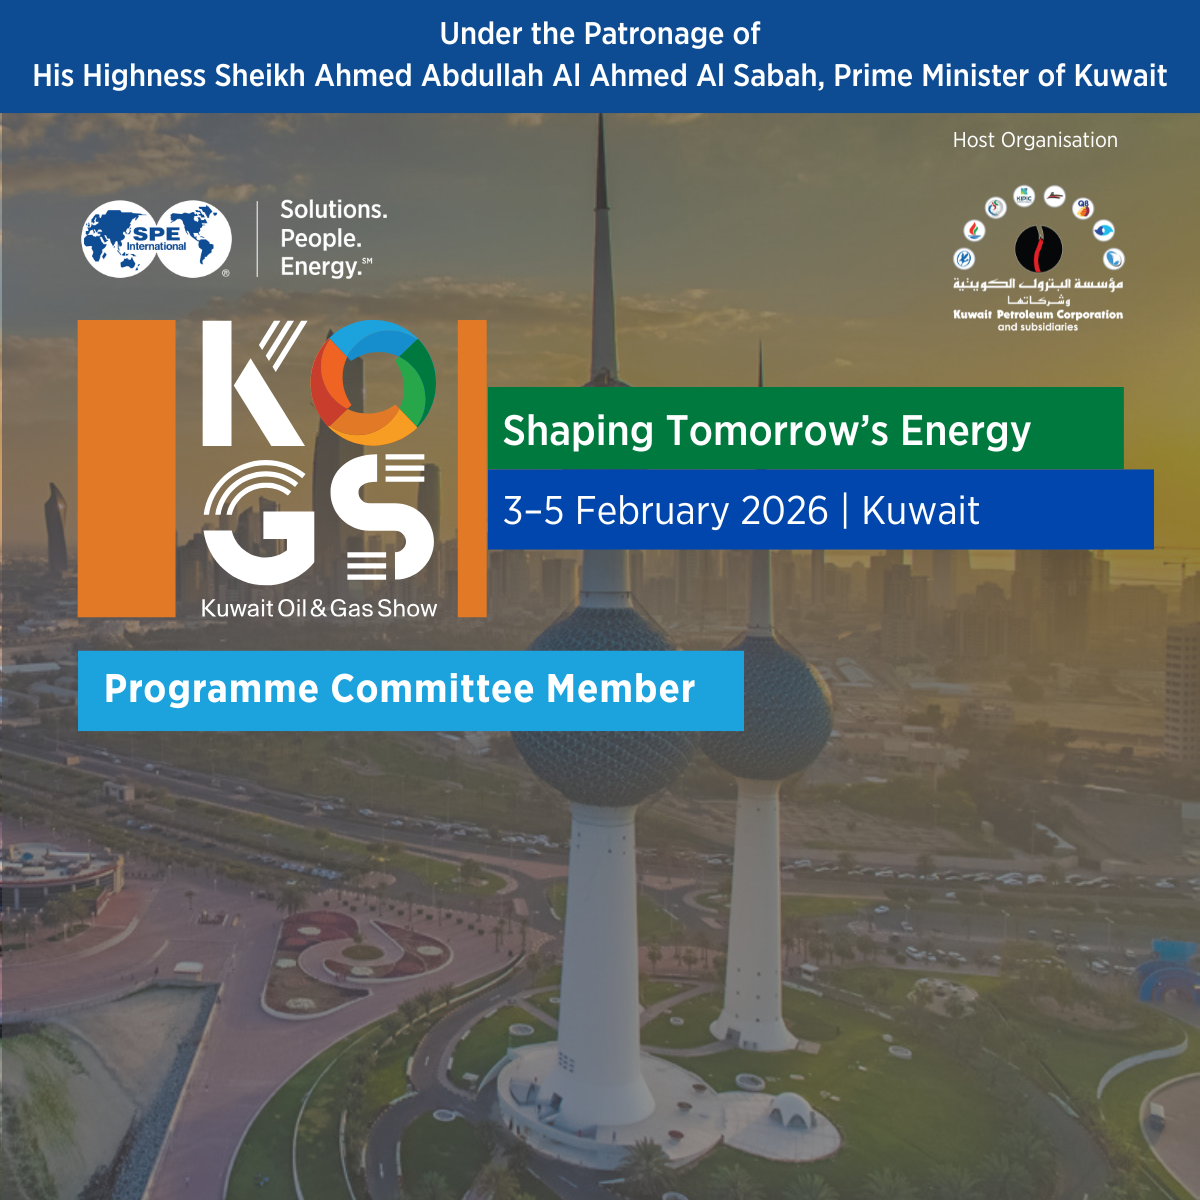 Under the Patronage of
His Highness Sheikh Ahmed Abdullah Al Ahmed Al Sabah, Prime Minister of Kuwait
Host Organisation
SPE
International
®
Solutions.
People.
Energy.℠
KIPIC
Q8
مؤسسة البترول الكويتية
وشركاتها
Kuwait Petroleum Corporation
and subsidiaries
KO
GS
Kuwait Oil & Gas Show
Shaping Tomorrow’s Energy
3–5 February 2026 | Kuwait
Programme Committee Member